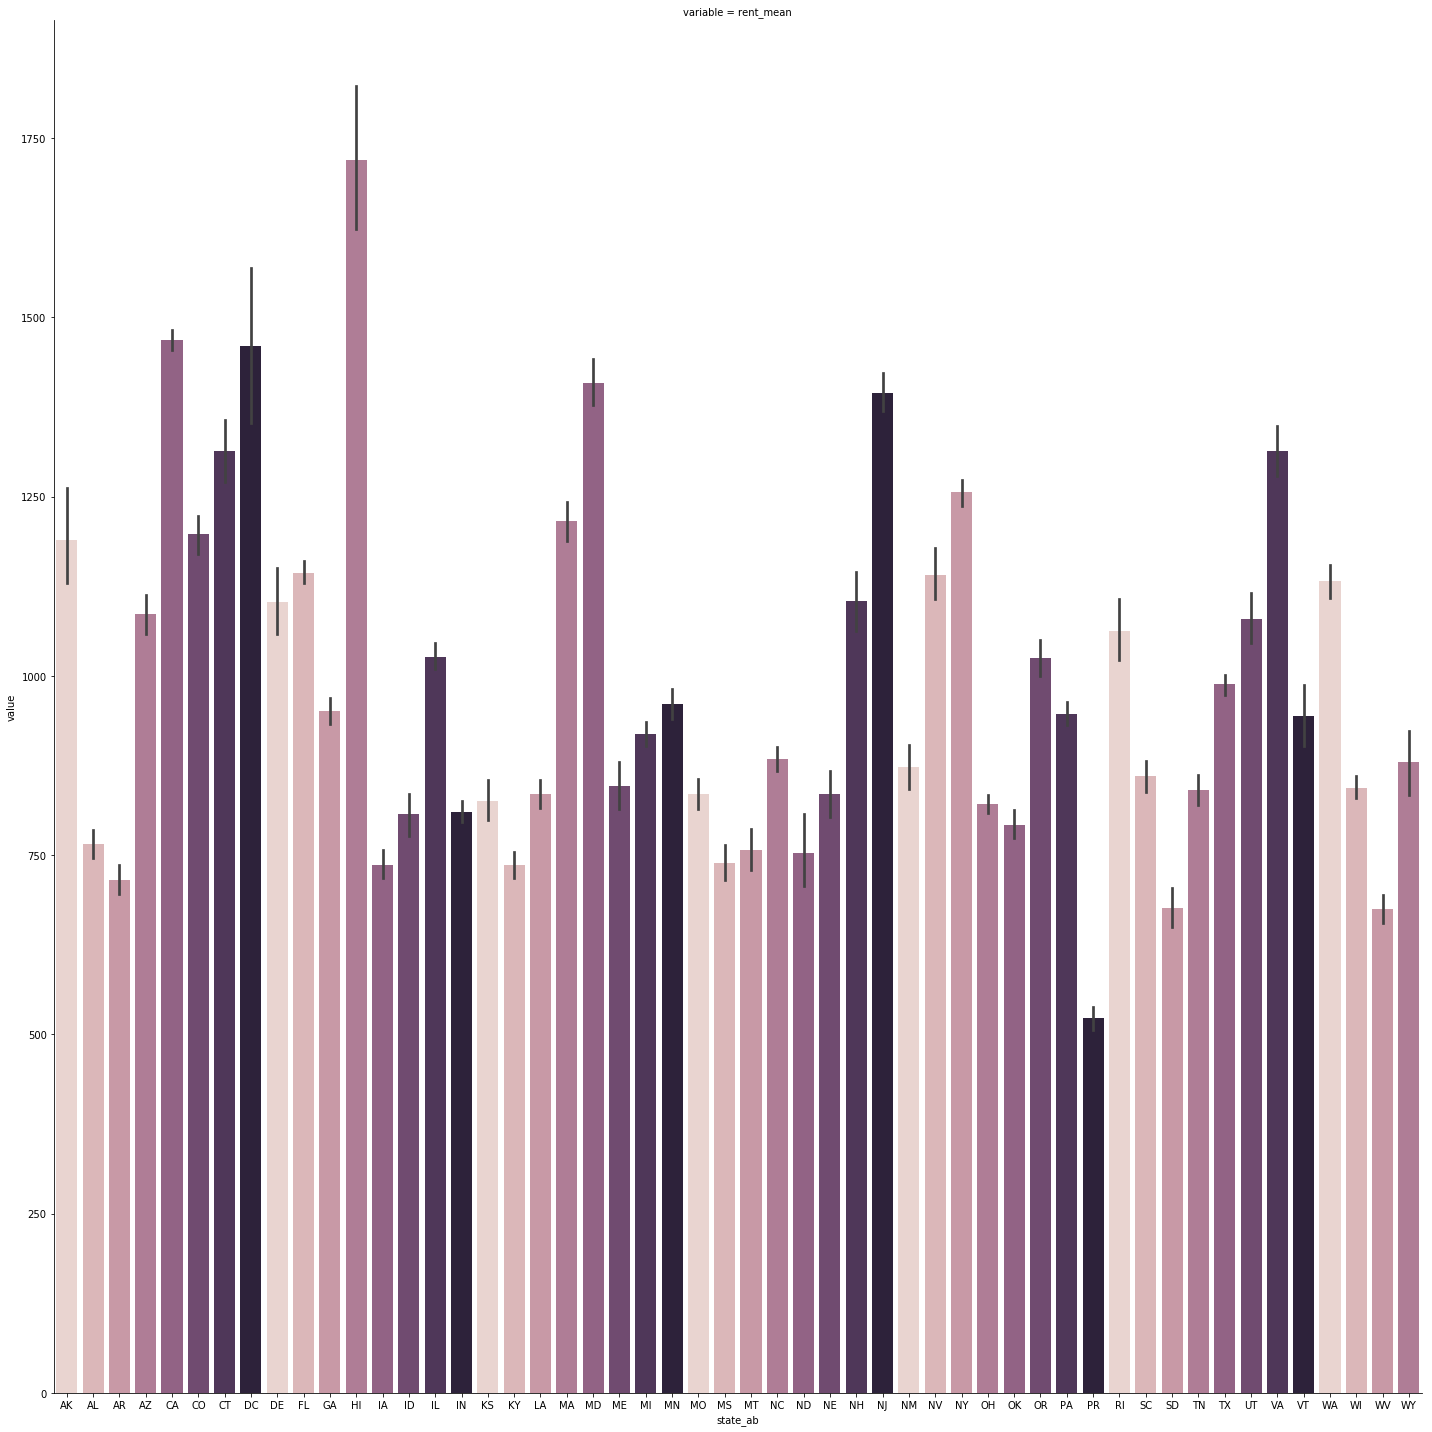 variable = rent_mean
1750
1500
1250
1000
750
500
250
0
value
AK AL AR AZ CA CO CT DC DE FL GA HI IA ID IL IN KS KY LA MA MD ME MI MN MO MS MT NC ND NE NH NJ NM NV NY OH OK OR PA PR RI SC SD TN TX UT VA VT WA WI WV WY
state_ab